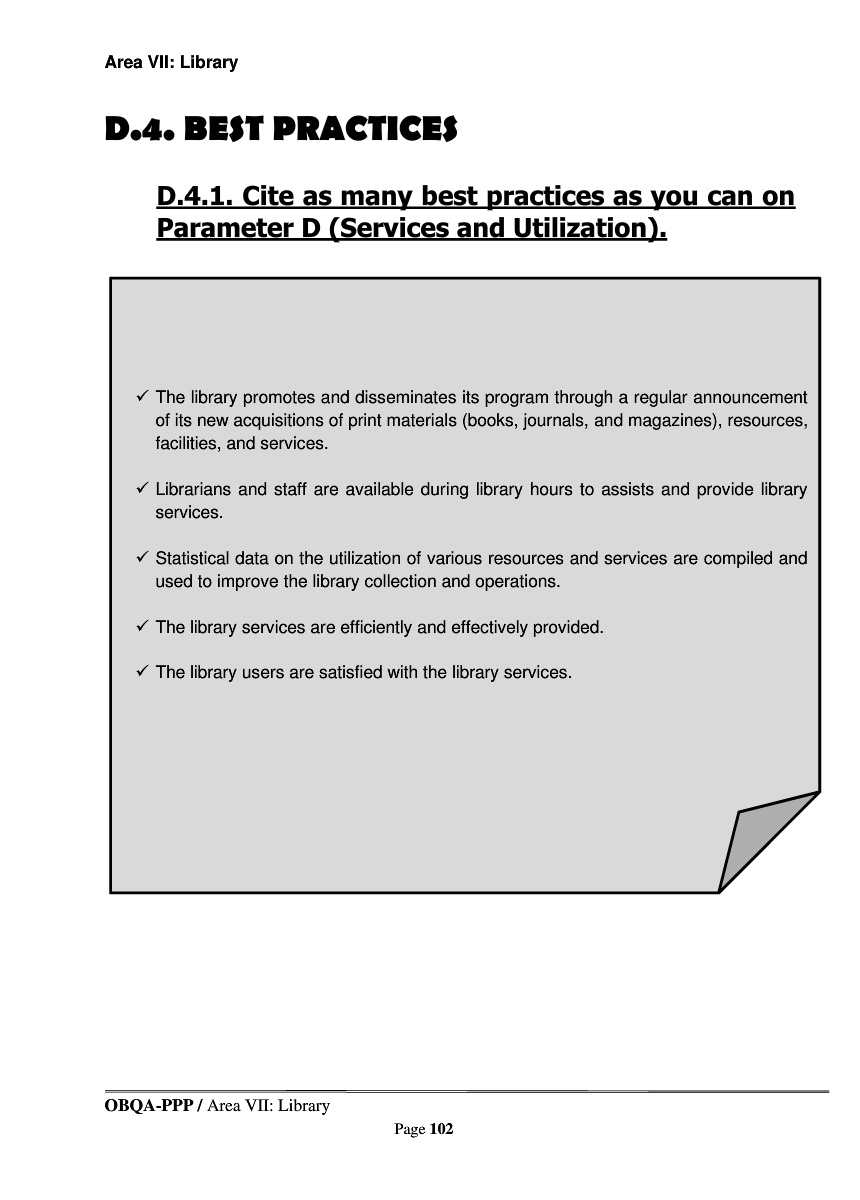 Area VII: Library
D.4. BEST PRACTICES
D.4.1. Cite as many best practices as you can on
Parameter D (Services and Utilization).
✓ The library promotes and disseminates its program through a regular announcement
of its new acquisitions of print materials (books, journals, and magazines), resources,
facilities, and services.
✓ Librarians and staff are available during library hours to assists and provide library
services.
✓ Statistical data on the utilization of various resources and services are compiled and
used to improve the library collection and operations.
✓ The library services are efficiently and effectively provided.
✓ The library users are satisfied with the library services.
OBQA-PPP / Area VII: Library
Page 102